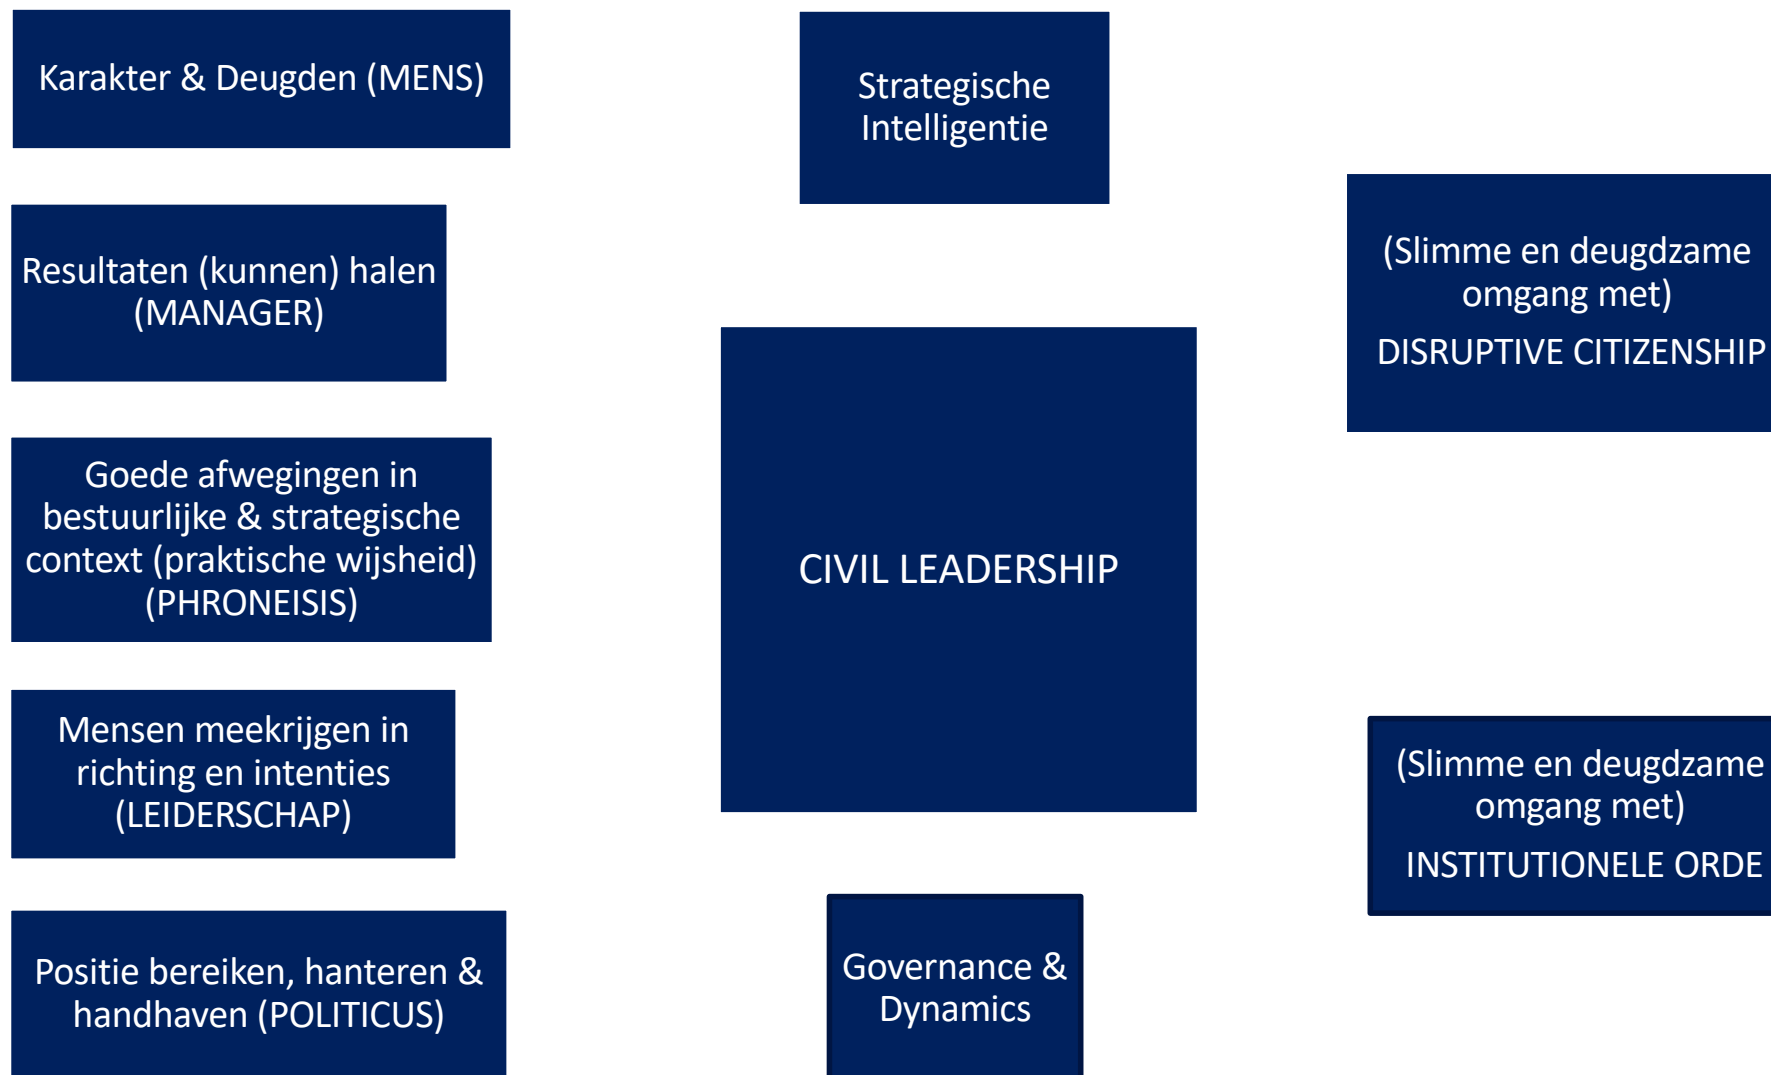 Karakter & Deugden (MENS)
Resultaten (kunnen) halen
(MANAGER)
Goede afwegingen in
bestuurlijke & strategische
context (praktische wijsheid)
(PHRONEISIS)
Mensen meekrijgen in
richting en intenties
(LEIDERSCHAP)
Positie bereiken, hanteren &
handhaven (POLITICUS)
Strategische
Intelligentie
CIVIL LEADERSHIP
Governance &
Dynamics
(Slimme en deugdzame
omgang met)
DISRUPTIVE CITIZENSHIP
(Slimme en deugdzame
omgang met)
INSTITUTIONELE ORDE